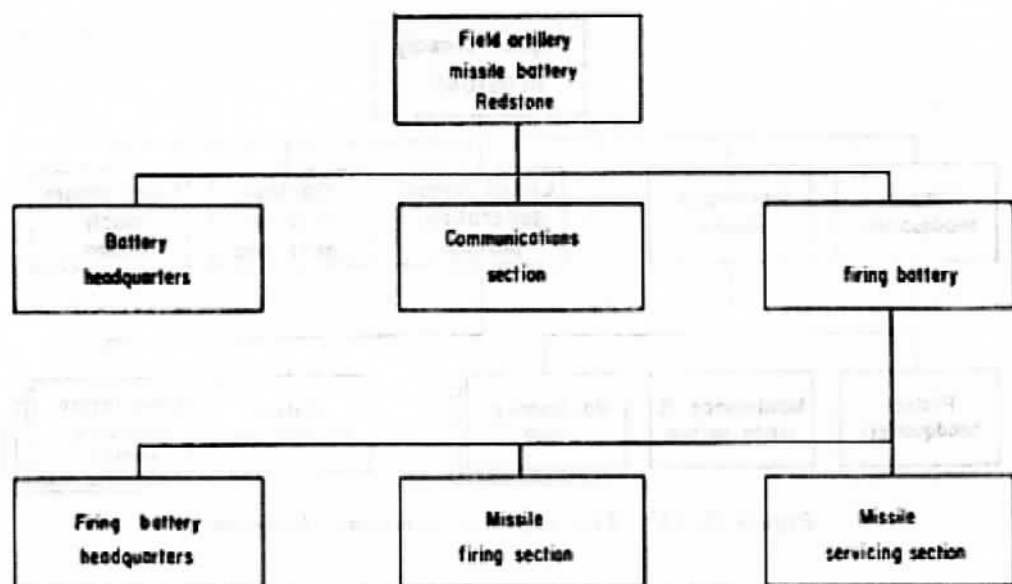 Field artillery
missile battery
Redstone
Battery
headquarters
Communications
section
firing battery
Firing battery
headquarters
Missile
firing section
Missile
servicing section